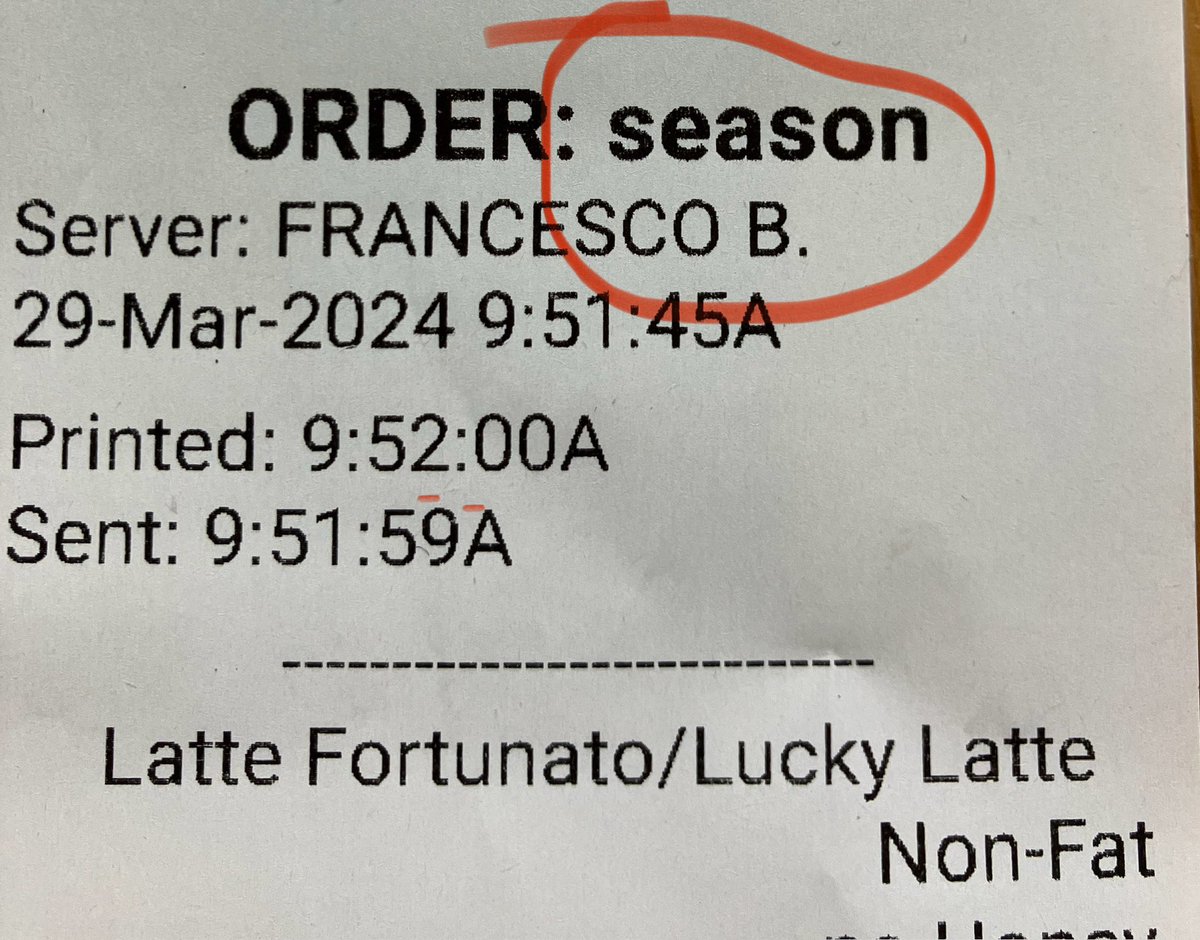 ORDER: season
Server: FRANCESCO B.
29-Mar-2024 9:51:45A
Printed: 9:52:00A
Sent: 9:51:59A
----------------------------
Latte Fortunato/Lucky Latte
Non-Fat